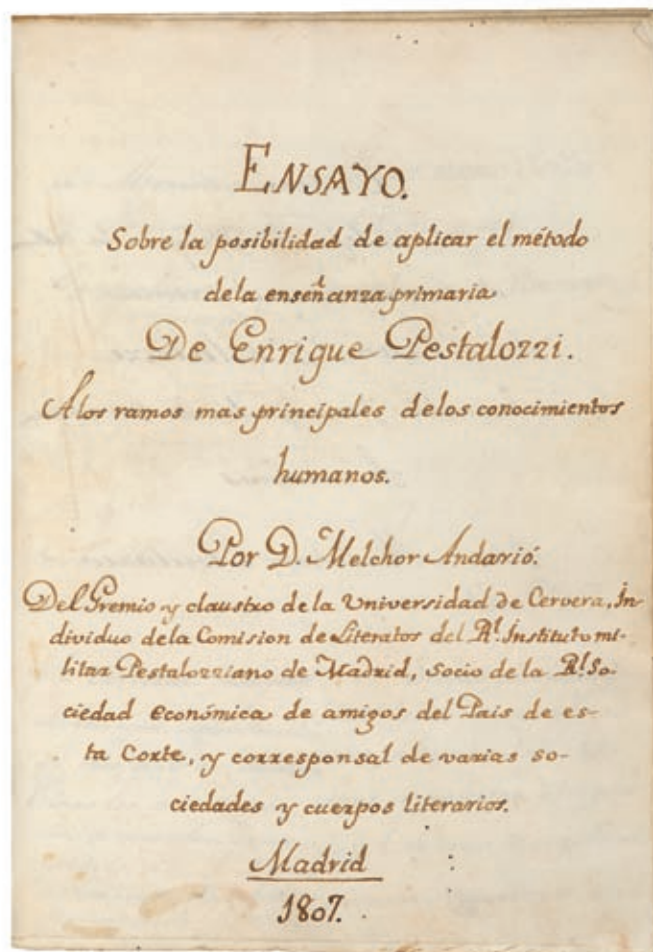 ENSAYO.
Sobre la posibilidad de aplicar el método
dela enseñanza primaria
De Enrique Pestalozzi.
A los ramos mas principales delos conocimientos
humanos.
Por D. Melchor Andarió.
Del Gremio y claustro de la Universidad de Cervera, In-
dividuo dela Comision de Literatos del Rl. Instituto mi-
litar Pestalozziano de Madrid, socio de la Rl. So-
ciedad económica de amigos del Pais de es-
ta Corte, y corresponsal de varias so-
ciedades y cuerpos literarios.
Madrid
1807.